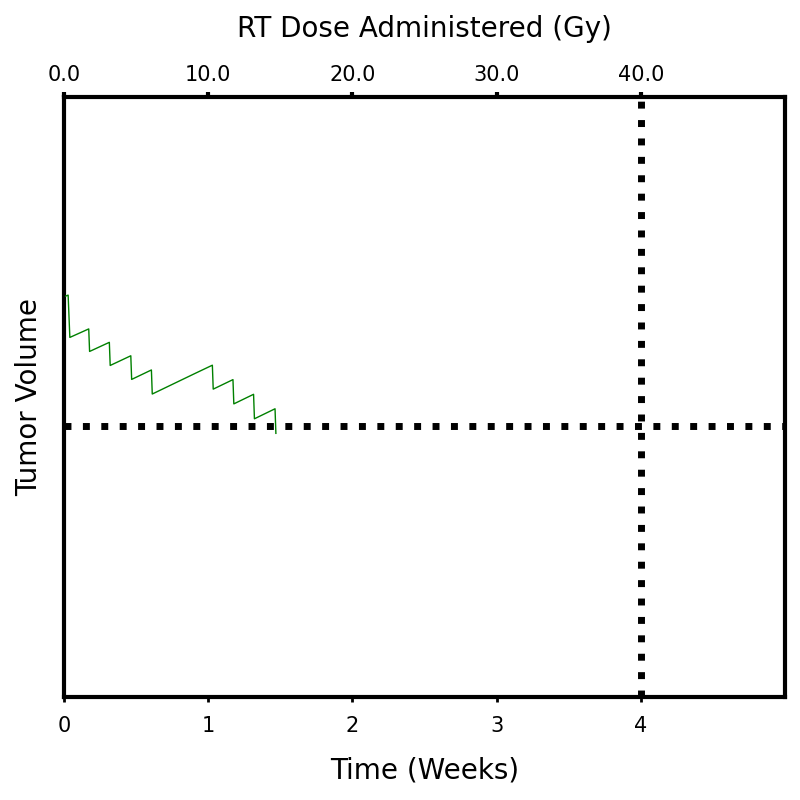 RT Dose Administered (Gy)
0.0 10.0 20.0 30.0 40.0
Tumor Volume
0 1 2 3 4
Time (Weeks)